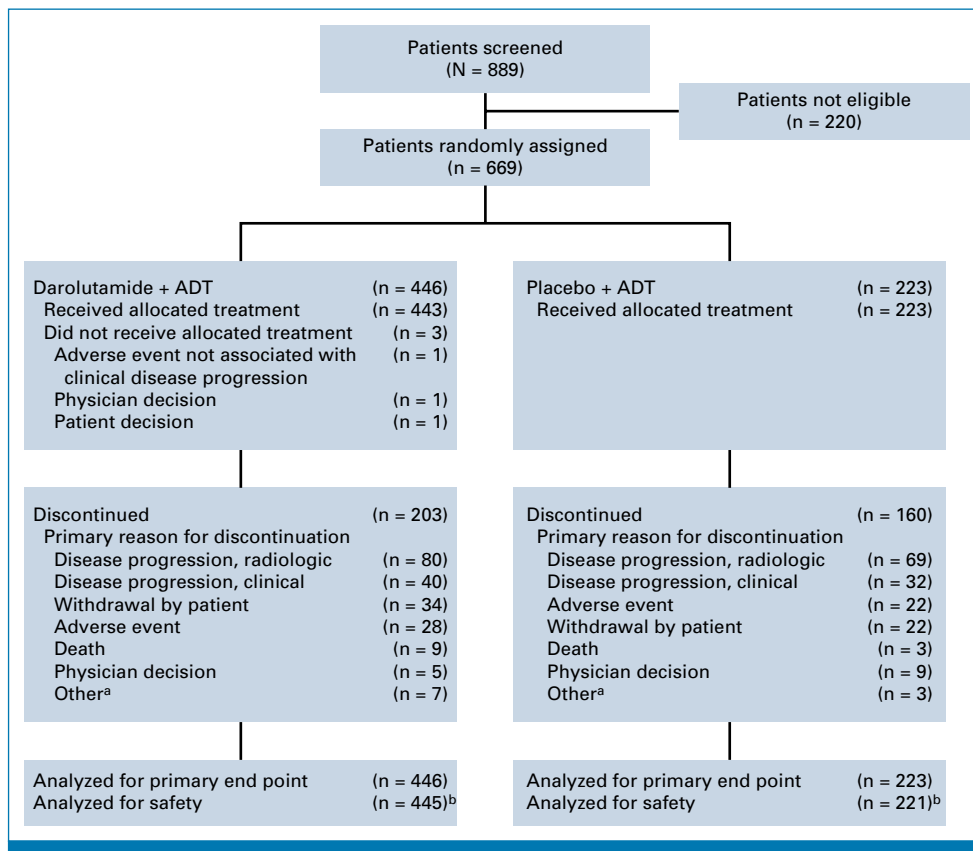 Patients screened
(N = 889)
Patients not eligible
(n = 220)
Patients randomly assigned
(n = 669)
Darolutamide + ADT (n = 446)
Received allocated treatment (n = 443)
Did not receive allocated treatment (n = 3)
Adverse event not associated with (n = 1)
clinical disease progression
Physician decision (n = 1)
Patient decision (n = 1)
Placebo + ADT (n = 223)
Received allocated treatment (n = 223)
Discontinued (n = 203)
Primary reason for discontinuation
Disease progression, radiologic (n = 80)
Disease progression, clinical (n = 40)
Withdrawal by patient (n = 34)
Adverse event (n = 28)
Death (n = 9)
Physician decision (n = 5)
Otherᵃ (n = 7)
Discontinued (n = 160)
Primary reason for discontinuation
Disease progression, radiologic (n = 69)
Disease progression, clinical (n = 32)
Adverse event (n = 22)
Withdrawal by patient (n = 22)
Death (n = 3)
Physician decision (n = 9)
Otherᵃ (n = 3)
Analyzed for primary end point (n = 446)
Analyzed for safety (n = 445)ᵇ
Analyzed for primary end point (n = 223)
Analyzed for safety (n = 221)ᵇ